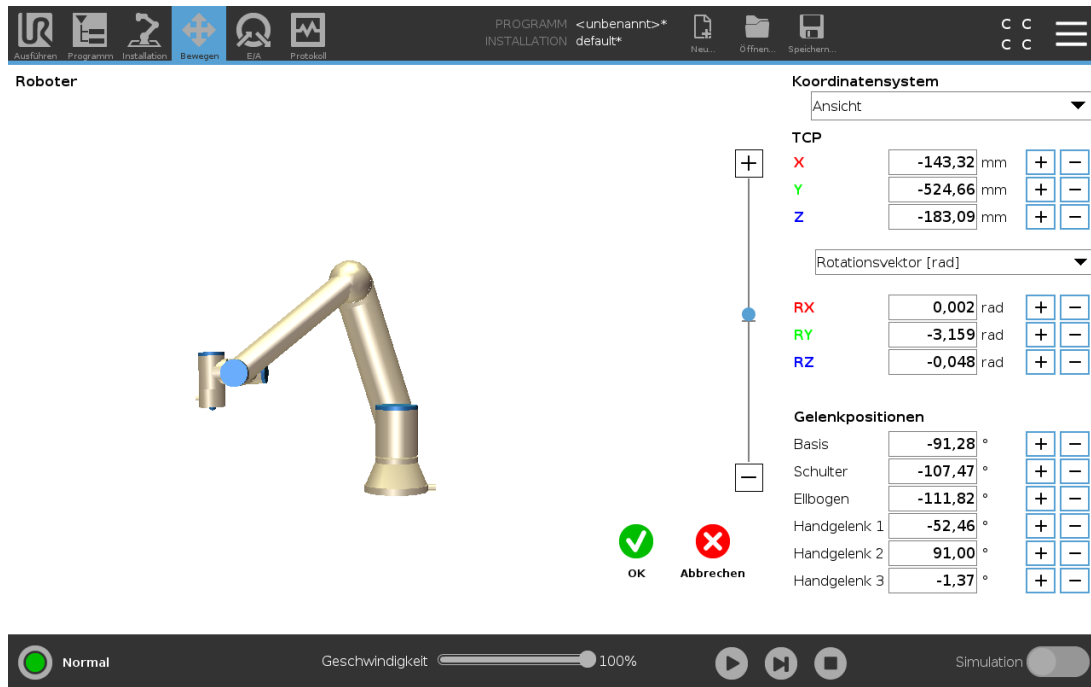 PROGRAMM <unbenannt>*
INSTALLATION default*
Ausführen Programm Installation Bewegen E/A Protokoll
Neu... Öffnen... Speichern...
C C
C C
Roboter
Koordinatensystem
Ansicht
TCP
X -143,32 mm + −
Y -524,66 mm + −
Z -183,09 mm + −
Rotationsvektor [rad]
RX 0,002 rad + −
RY -3,159 rad + −
RZ -0,048 rad + −
Gelenkpositionen
Basis -91,28 ° + −
Schulter -107,47 ° + −
Ellbogen -111,82 ° + −
Handgelenk 1 -52,46 ° + −
Handgelenk 2 91,00 ° + −
Handgelenk 3 -1,37 ° + −
OK Abbrechen
Normal
Geschwindigkeit 100%
Simulation